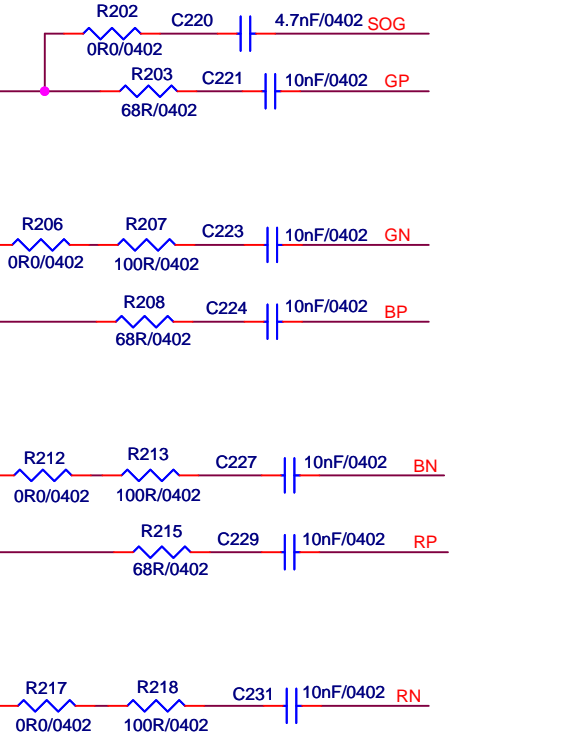 R202 C220 4.7nF/0402 SOG
0R0/0402
R203 C221 10nF/0402 GP
68R/0402
R206 R207 C223 10nF/0402 GN
0R0/0402 100R/0402
R208 C224 10nF/0402 BP
68R/0402
R212 R213 C227 10nF/0402 BN
0R0/0402 100R/0402
R215 C229 10nF/0402 RP
68R/0402
R217 R218 C231 10nF/0402 RN
0R0/0402 100R/0402